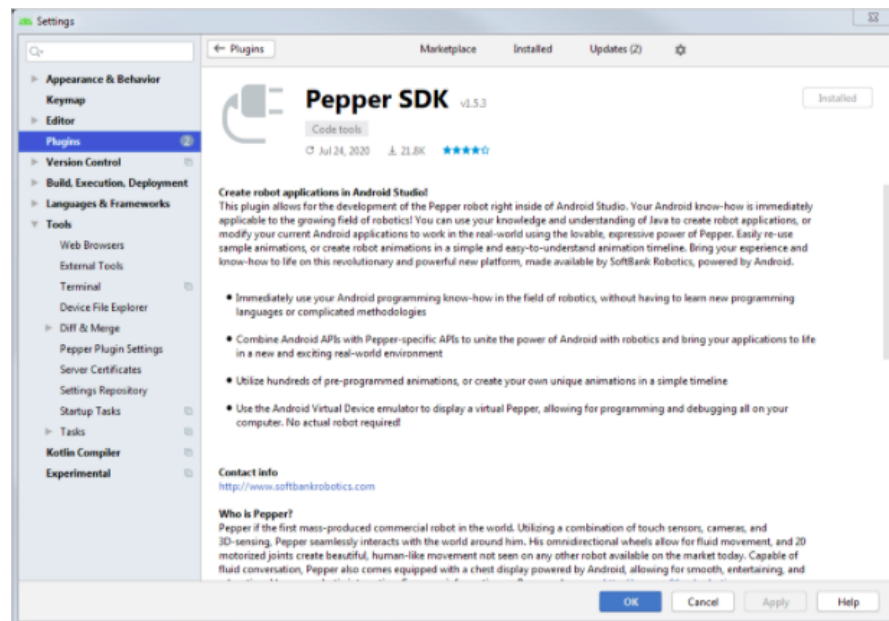 Settings
← Plugins
Marketplace
Installed
Updates (2)
Appearance & Behavior
Keymap
Editor
Plugins 2
Version Control
Build, Execution, Deployment
Languages & Frameworks
Tools
Web Browsers
External Tools
Terminal
Device File Explorer
Diff & Merge
Pepper Plugin Settings
Server Certificates
Settings Repository
Startup Tasks
Tasks
Kotlin Compiler
Experimental
Pepper SDK v1.5.3
Installed
Code tools
Jul 24, 2020 21.8K
Create robot applications in Android Studio!
This plugin allows for the development of the Pepper robot right inside of Android Studio. Your Android know-how is immediately
applicable to the growing field of robotics! You can use your knowledge and understanding of Java to create robot applications, or
modify your current Android applications to work in the real-world using the lovable, expressive power of Pepper. Easily re-use
sample animations, or create robot animations in a simple and easy-to-understand animation timeline. Bring your experience and
know-how to life on this revolutionary and powerful new platform, made available by SoftBank Robotics, powered by Android.
• Immediately use your Android programming know-how in the field of robotics, without having to learn new programming
languages or complicated methodologies
• Combine Android APIs with Pepper-specific APIs to unite the power of Android with robotics and bring your applications to life
in a new and exciting real-world environment
• Utilize hundreds of pre-programmed animations, or create your own unique animations in a simple timeline
• Use the Android Virtual Device emulator to display a virtual Pepper, allowing for programming and debugging all on your
computer. No actual robot required!
Contact info
http://www.softbankrobotics.com
Who is Pepper?
Pepper if the first mass-produced commercial robot in the world. Utilizing a combination of touch sensors, cameras, and
3D-sensing, Pepper seamlessly interacts with the world around him. His omnidirectional wheels allow for fluid movement, and 20
motorized joints create beautiful, human-like movement not seen on any other robot available on the market today. Capable of
fluid conversation, Pepper also comes equipped with a chest display powered by Android, allowing for smooth, entertaining, and
OK
Cancel
Apply
Help